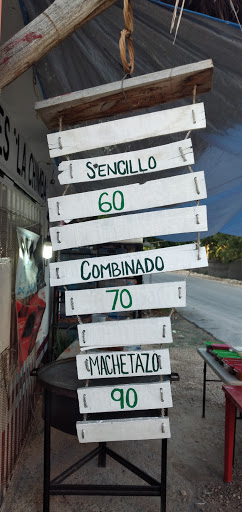 SENCILLO
60
COMBINADO
70
MACHETAZO
90